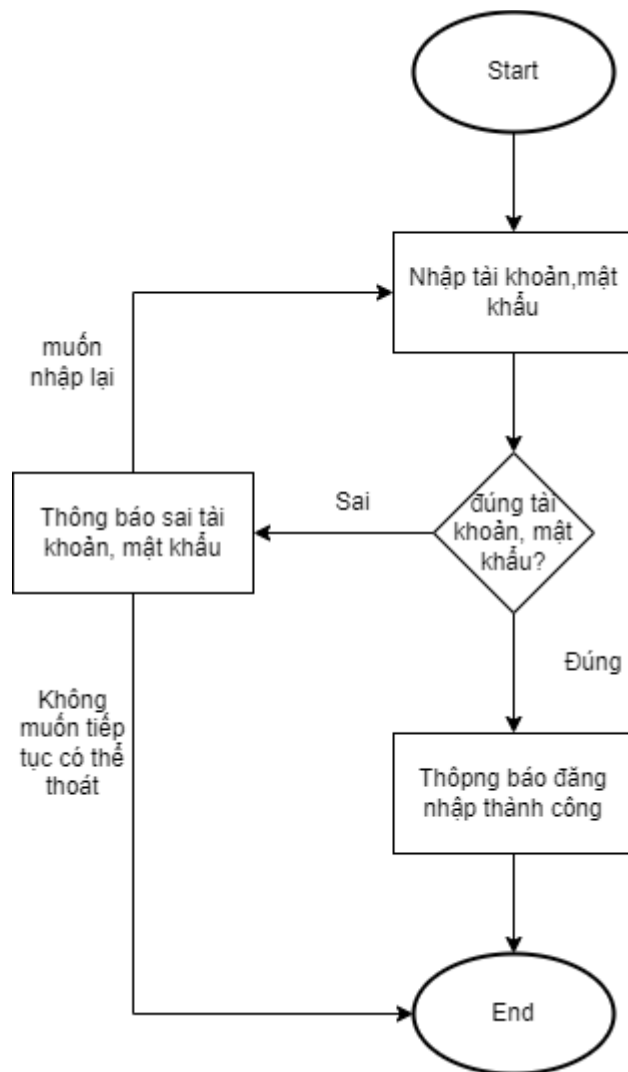 Start
Nhập tài khoản,mật
khẩu
muốn
nhập lại
Thông báo sai tài
khoản, mật khẩu
Sai
đúng tài
khoản, mật
khẩu?
Đúng
Không
muốn tiếp
tục có thể
thoát
Thôpng báo đăng
nhập thành công
End